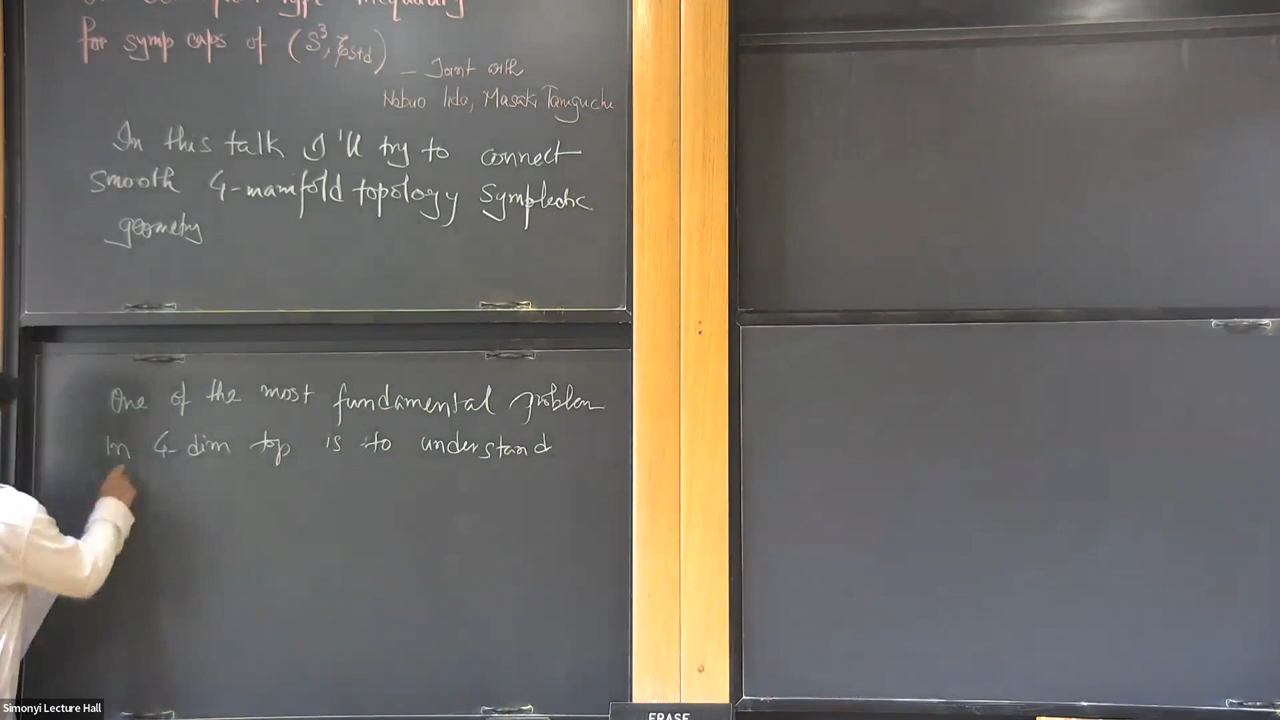 type inequality
for symp caps of (S³, ξstd)
– Joint with
Nobuo Iida, Masaki Taniguchi
In this talk I'll try to connect
smooth 4-manifold topology symplectic
geometry
One of the most fundamental problem
in 4-dim top is to understand
Simonyi Lecture Hall
ERASE